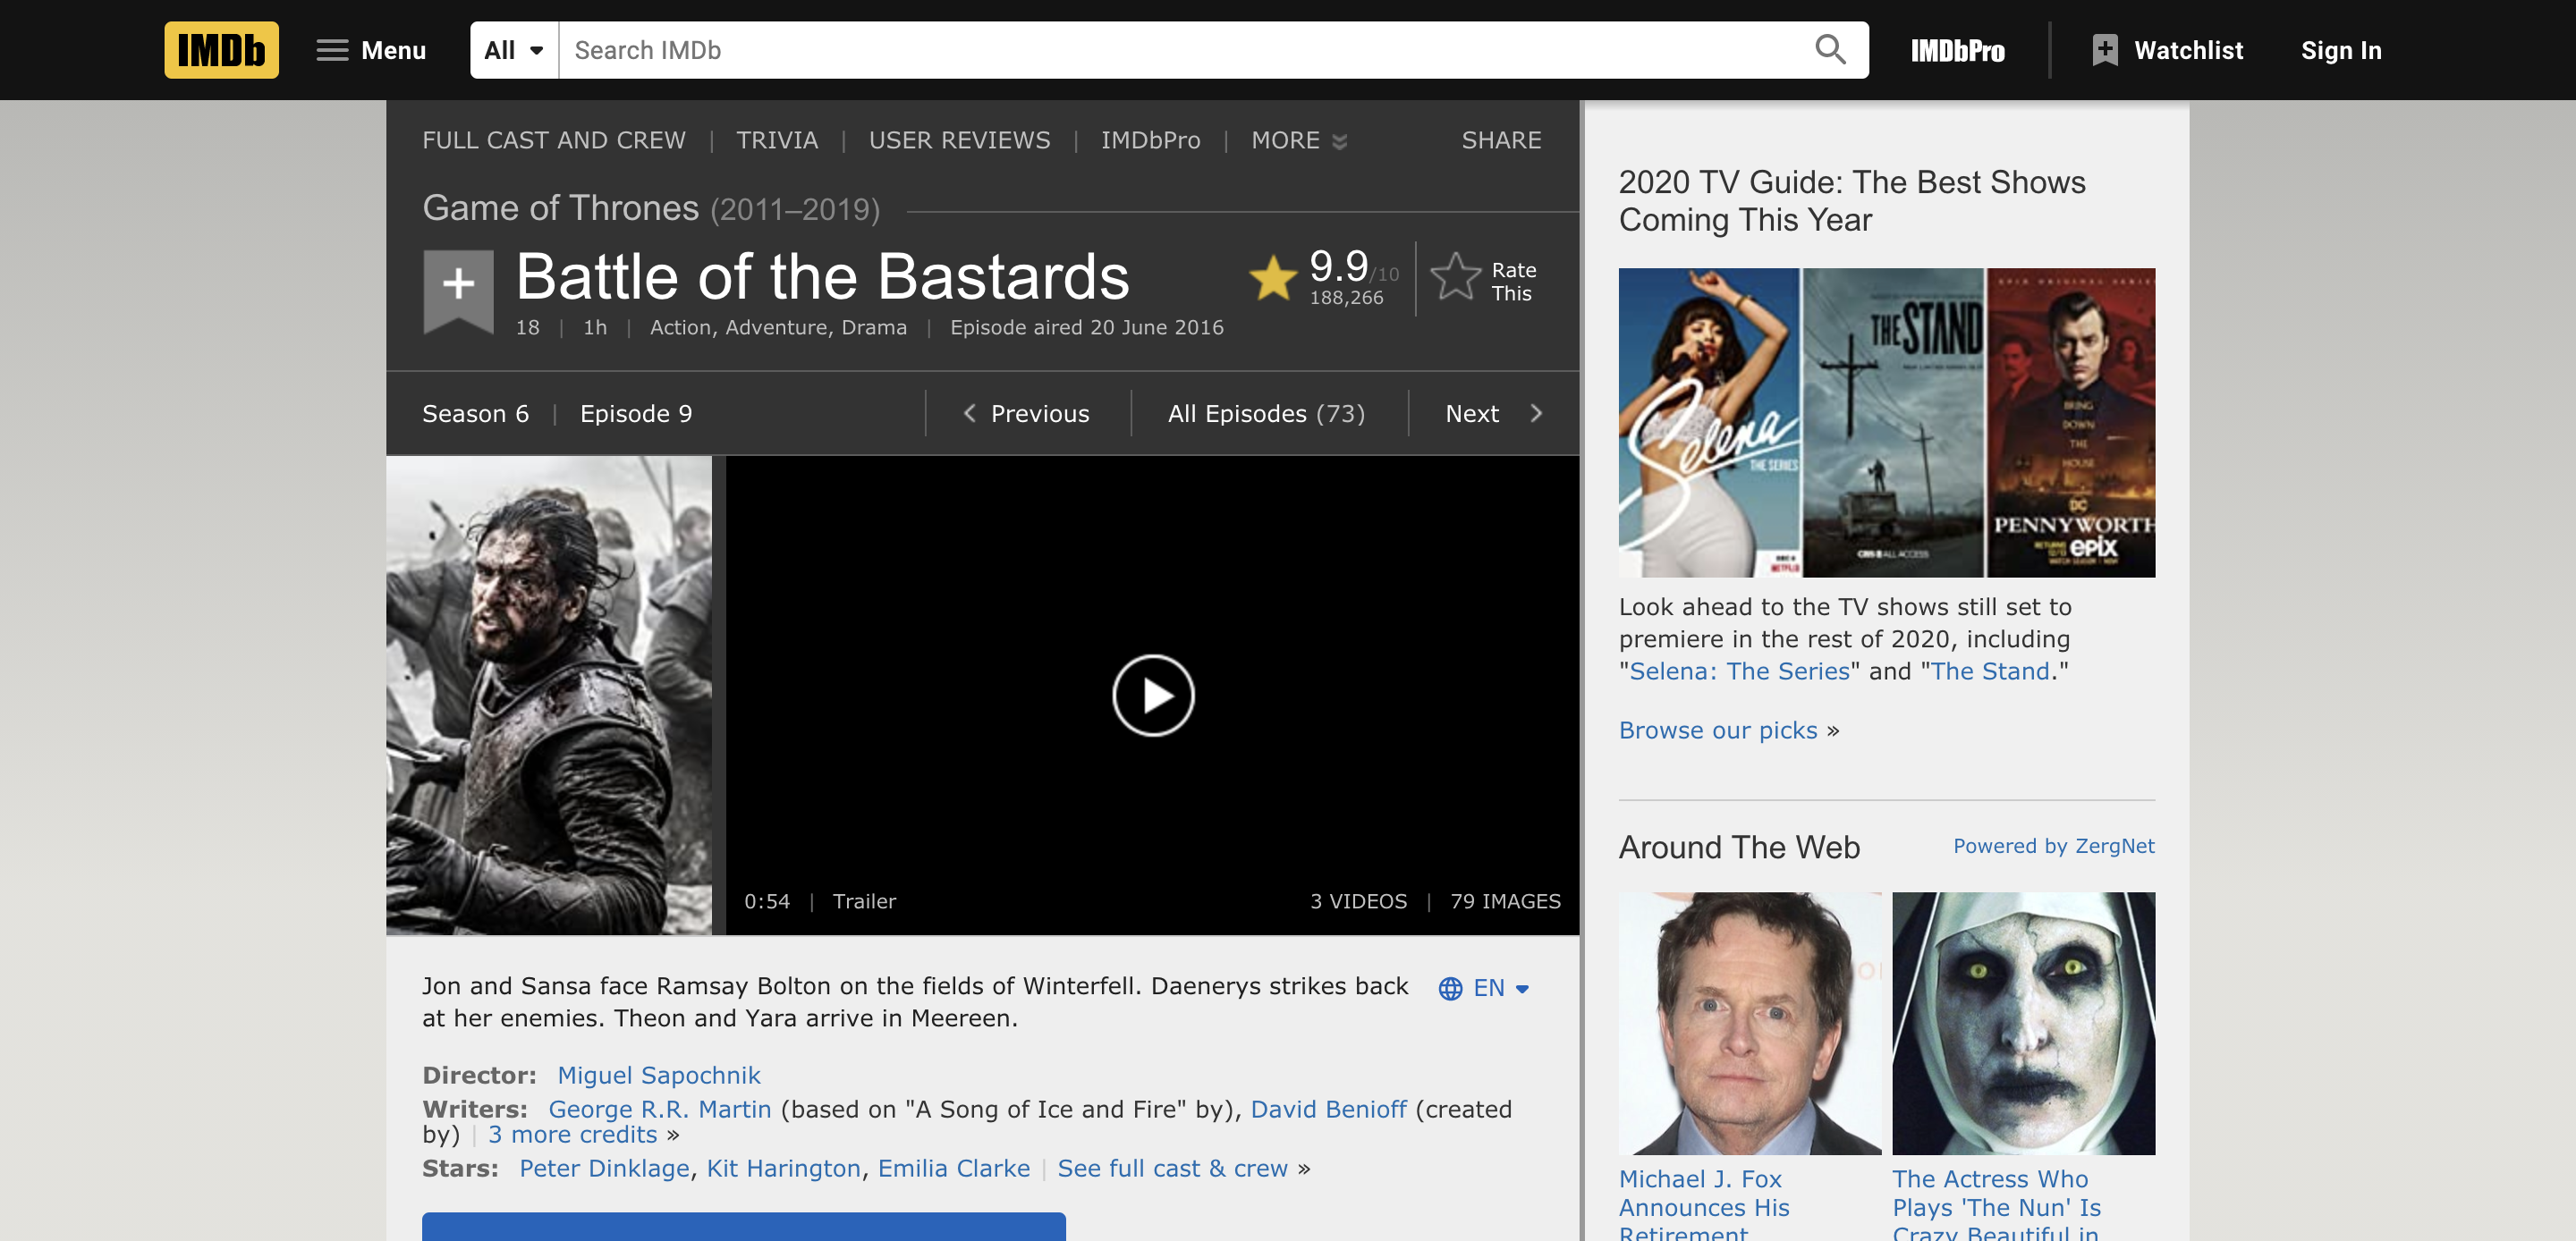 IMDb Menu All Search IMDb IMDbPro Watchlist Sign In
FULL CAST AND CREW | TRIVIA | USER REVIEWS | IMDbPro | MORE SHARE
Game of Thrones (2011–2019)
Battle of the Bastards
9.9/10
188,266
Rate
This
18 | 1h | Action, Adventure, Drama | Episode aired 20 June 2016
Season 6 | Episode 9 Previous All Episodes (73) Next
0:54 | Trailer 3 VIDEOS | 79 IMAGES
Jon and Sansa face Ramsay Bolton on the fields of Winterfell. Daenerys strikes back
at her enemies. Theon and Yara arrive in Meereen.
EN
Director: Miguel Sapochnik
Writers: George R.R. Martin (based on "A Song of Ice and Fire" by), David Benioff (created
by) | 3 more credits »
Stars: Peter Dinklage, Kit Harington, Emilia Clarke | See full cast & crew »
2020 TV Guide: The Best Shows
Coming This Year
Selena
THE SERIES
NETFLIX
THE STAND
CBS ALL ACCESS
EPIX ORIGINAL SERIES
BRING
DOWN
THE
HOUSE
DC
PENNYWORTH
epix
Look ahead to the TV shows still set to
premiere in the rest of 2020, including
"Selena: The Series" and "The Stand."
Browse our picks »
Around The Web Powered by ZergNet
Michael J. Fox
Announces His
Retirement
The Actress Who
Plays 'The Nun' Is
Crazy Beautiful in